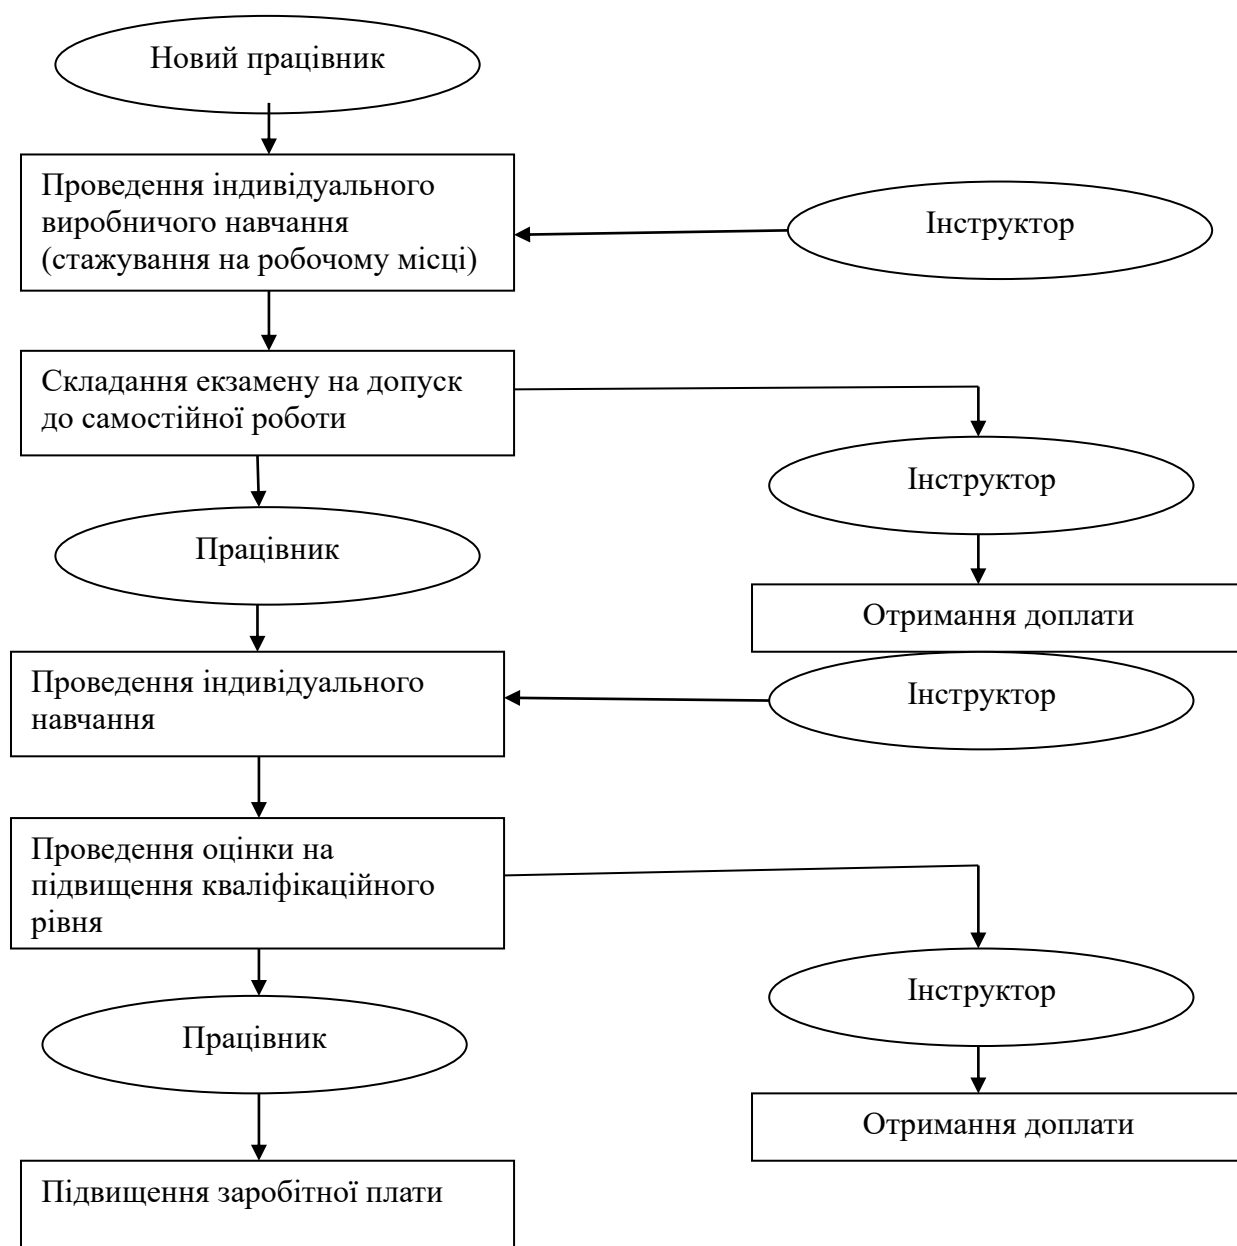 Новий працівник
Проведення індивідуального
виробничого навчання
(стажування на робочому місці)
Інструктор
Складання екзамену на допуск
до самостійної роботи
Інструктор
Працівник
Отримання доплати
Проведення індивідуального
навчання
Інструктор
Проведення оцінки на
підвищення кваліфікаційного
рівня
Інструктор
Працівник
Отримання доплати
Підвищення заробітної плати